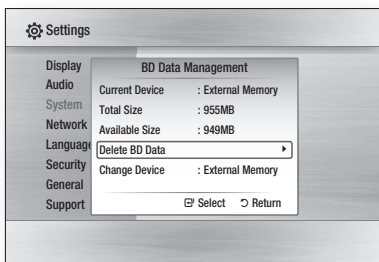 Settings
Display
Audio
System
Network
Language
Security
General
Support
BD Data Management
Current Device : External Memory
Total Size : 955MB
Available Size : 949MB
Delete BD Data
Change Device : External Memory
Select Return